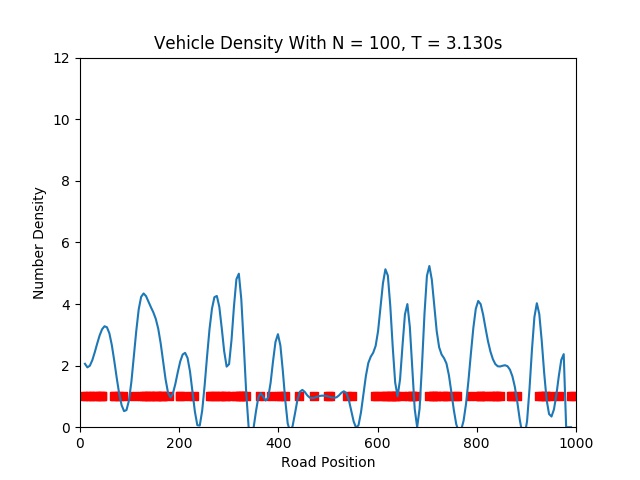 Vehicle Density With N = 100, T = 3.130s
12
10
8
6
4
2
0
Number Density
0 200 400 600 800 1000
Road Position